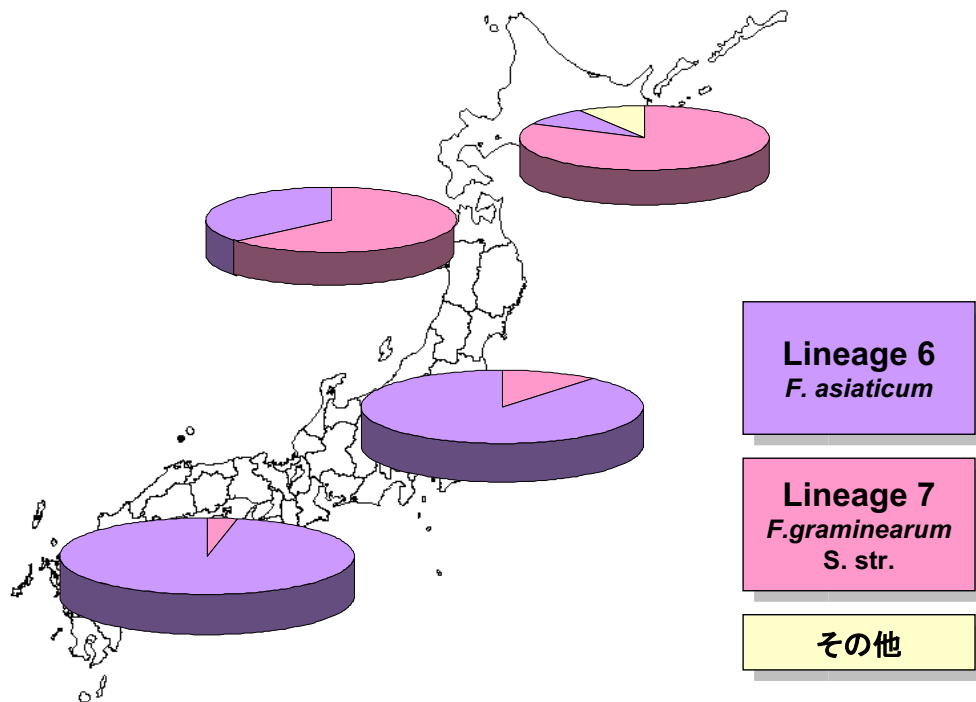 Lineage 6
F. asiaticum
Lineage 7
F.graminearum
S. str.
その他